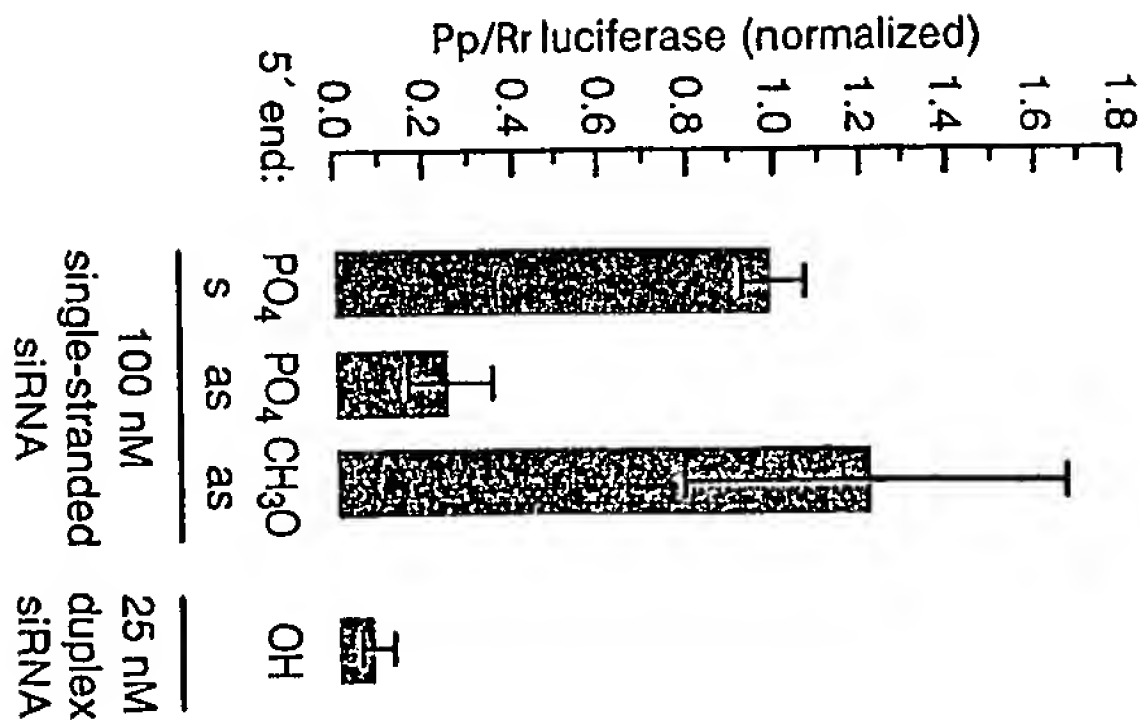 Pp/Rr luciferase (normalized)
1.8
1.6
1.4
1.2
1.0
0.8
0.6
0.4
0.2
0.0
5′ end: PO₄ PO₄ CH₃O OH
s as as
100 nM
single-stranded
siRNA
25 nM
duplex
siRNA